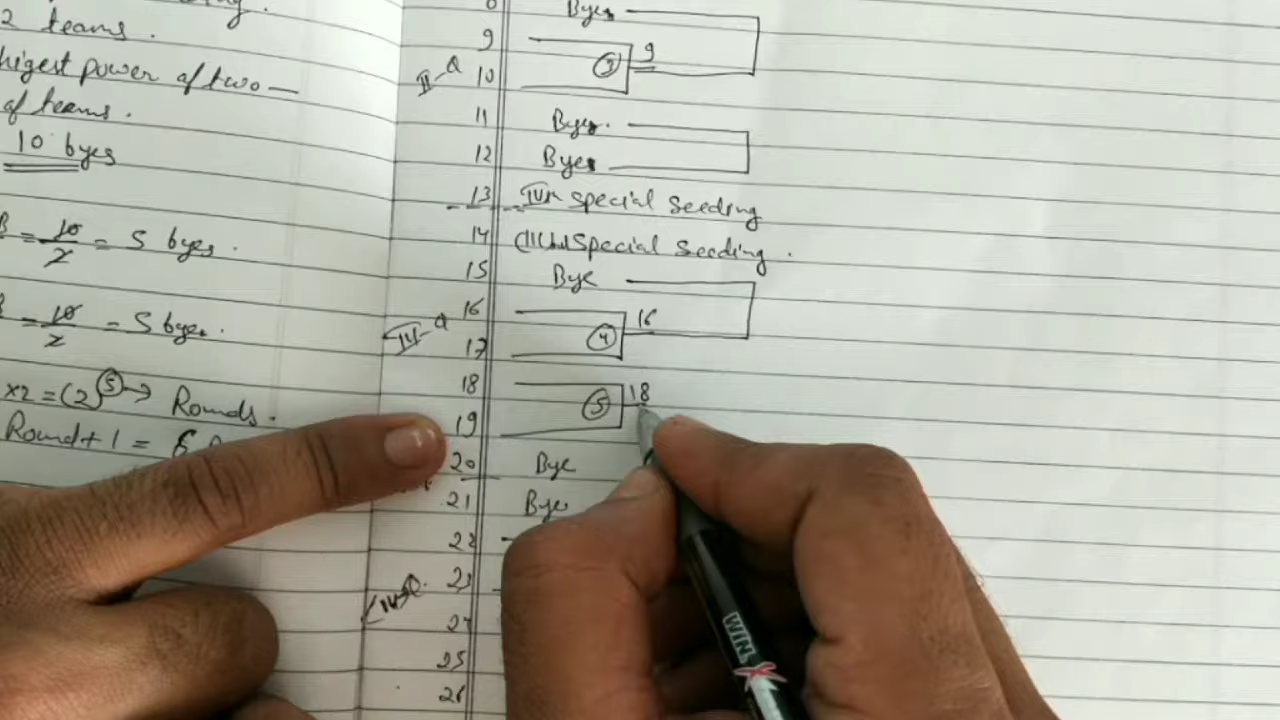 2 teams.
higest power of two —
of teams.
10 byes
= 10/2 = 5 byes.
= 10/2 = 5 byes.
x2 = (2)⑤ → Rounds.
Round + 1 = 6
8 Byes
9
③ 9
II Q 10
11 Byes.
12 Byes
13 IVth special seeding
14 IIIrd Special Seeding.
15 Bye
16
④ 16
III Q 17
18
⑤ 18
19
20 Bye
21 Bye
22
23
24
25
26
WIN